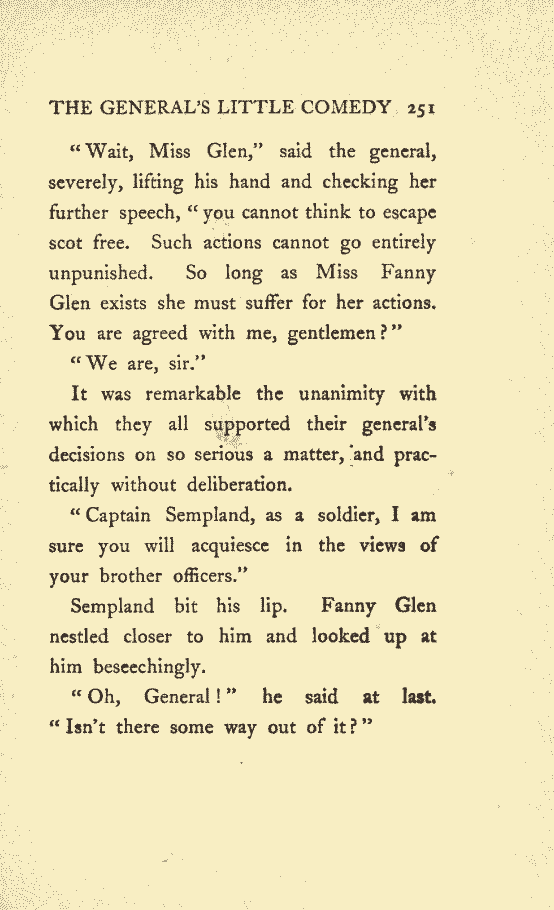 THE GENERAL'S LITTLE COMEDY 251
"Wait, Miss Glen," said the general,
severely, lifting his hand and checking her
further speech, "you cannot think to escape
scot free. Such actions cannot go entirely
unpunished. So long as Miss Fanny
Glen exists she must suffer for her actions.
You are agreed with me, gentlemen?"
"We are, sir."
It was remarkable the unanimity with
which they all supported their general's
decisions on so serious a matter, and prac-
tically without deliberation.
"Captain Sempland, as a soldier, I am
sure you will acquiesce in the views of
your brother officers."
Sempland bit his lip. Fanny Glen
nestled closer to him and looked up at
him beseechingly.
"Oh, General!" he said at last.
"Isn't there some way out of it?"